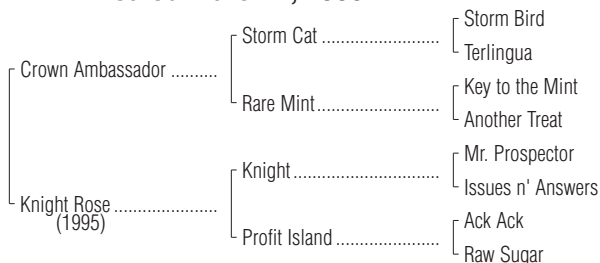 Storm Bird
Storm Cat ........................
Terlingua
Crown Ambassador ..........
Key to the Mint
Rare Mint.........................
Another Treat
Mr. Prospector
Knight..............................
Issues n' Answers
Knight Rose .....................
(1995)
Ack Ack
Profit Island .....................
Raw Sugar